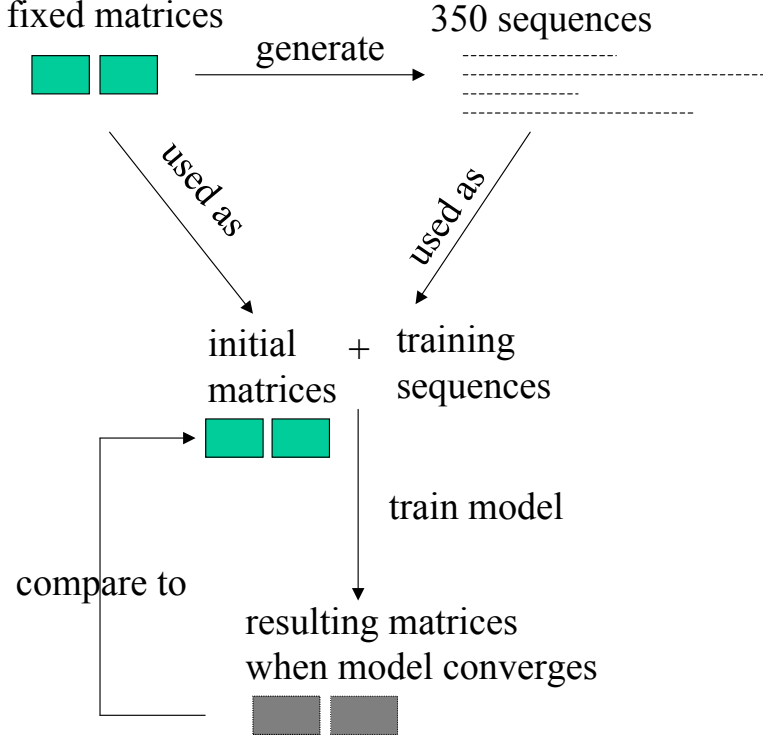 fixed matrices
350 sequences
generate
used as
used as
initial
matrices
+
training
sequences
train model
compare to
resulting matrices
when model converges